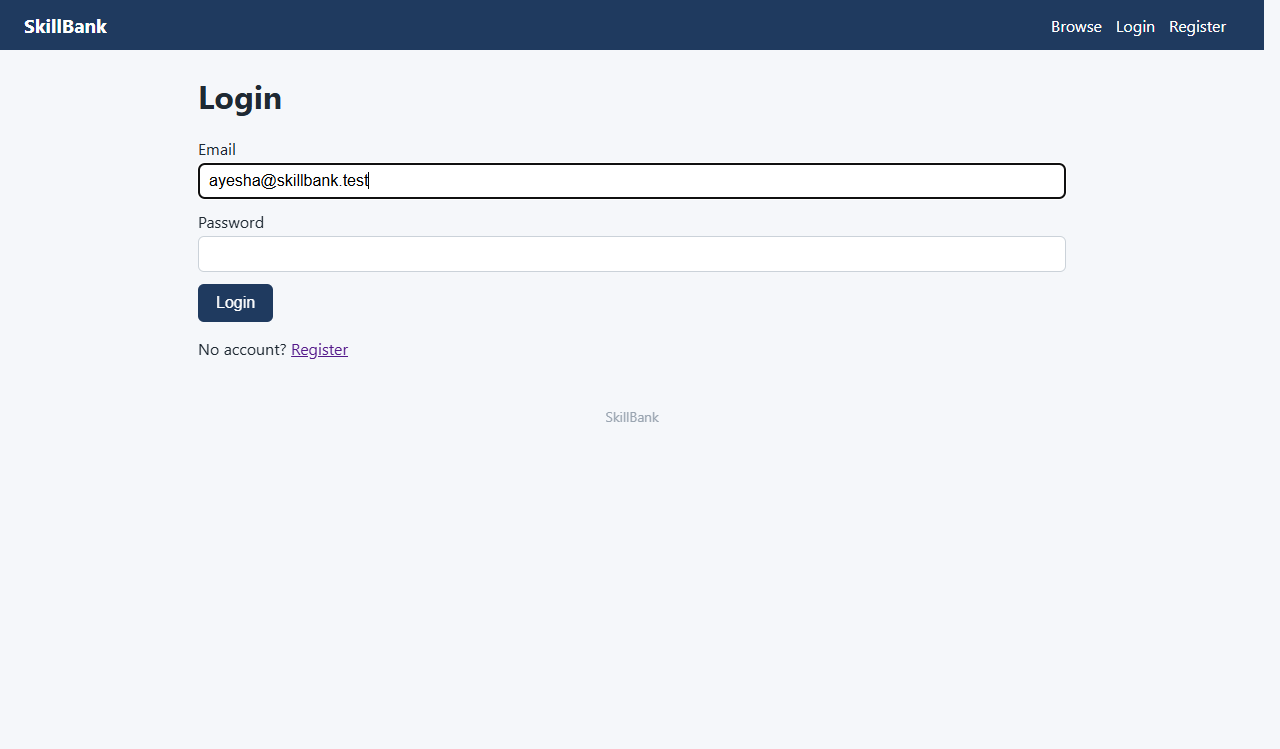 SkillBank
Browse Login Register
Login
Email
ayesha@skillbank.test
Password
Login
No account? Register
SkillBank